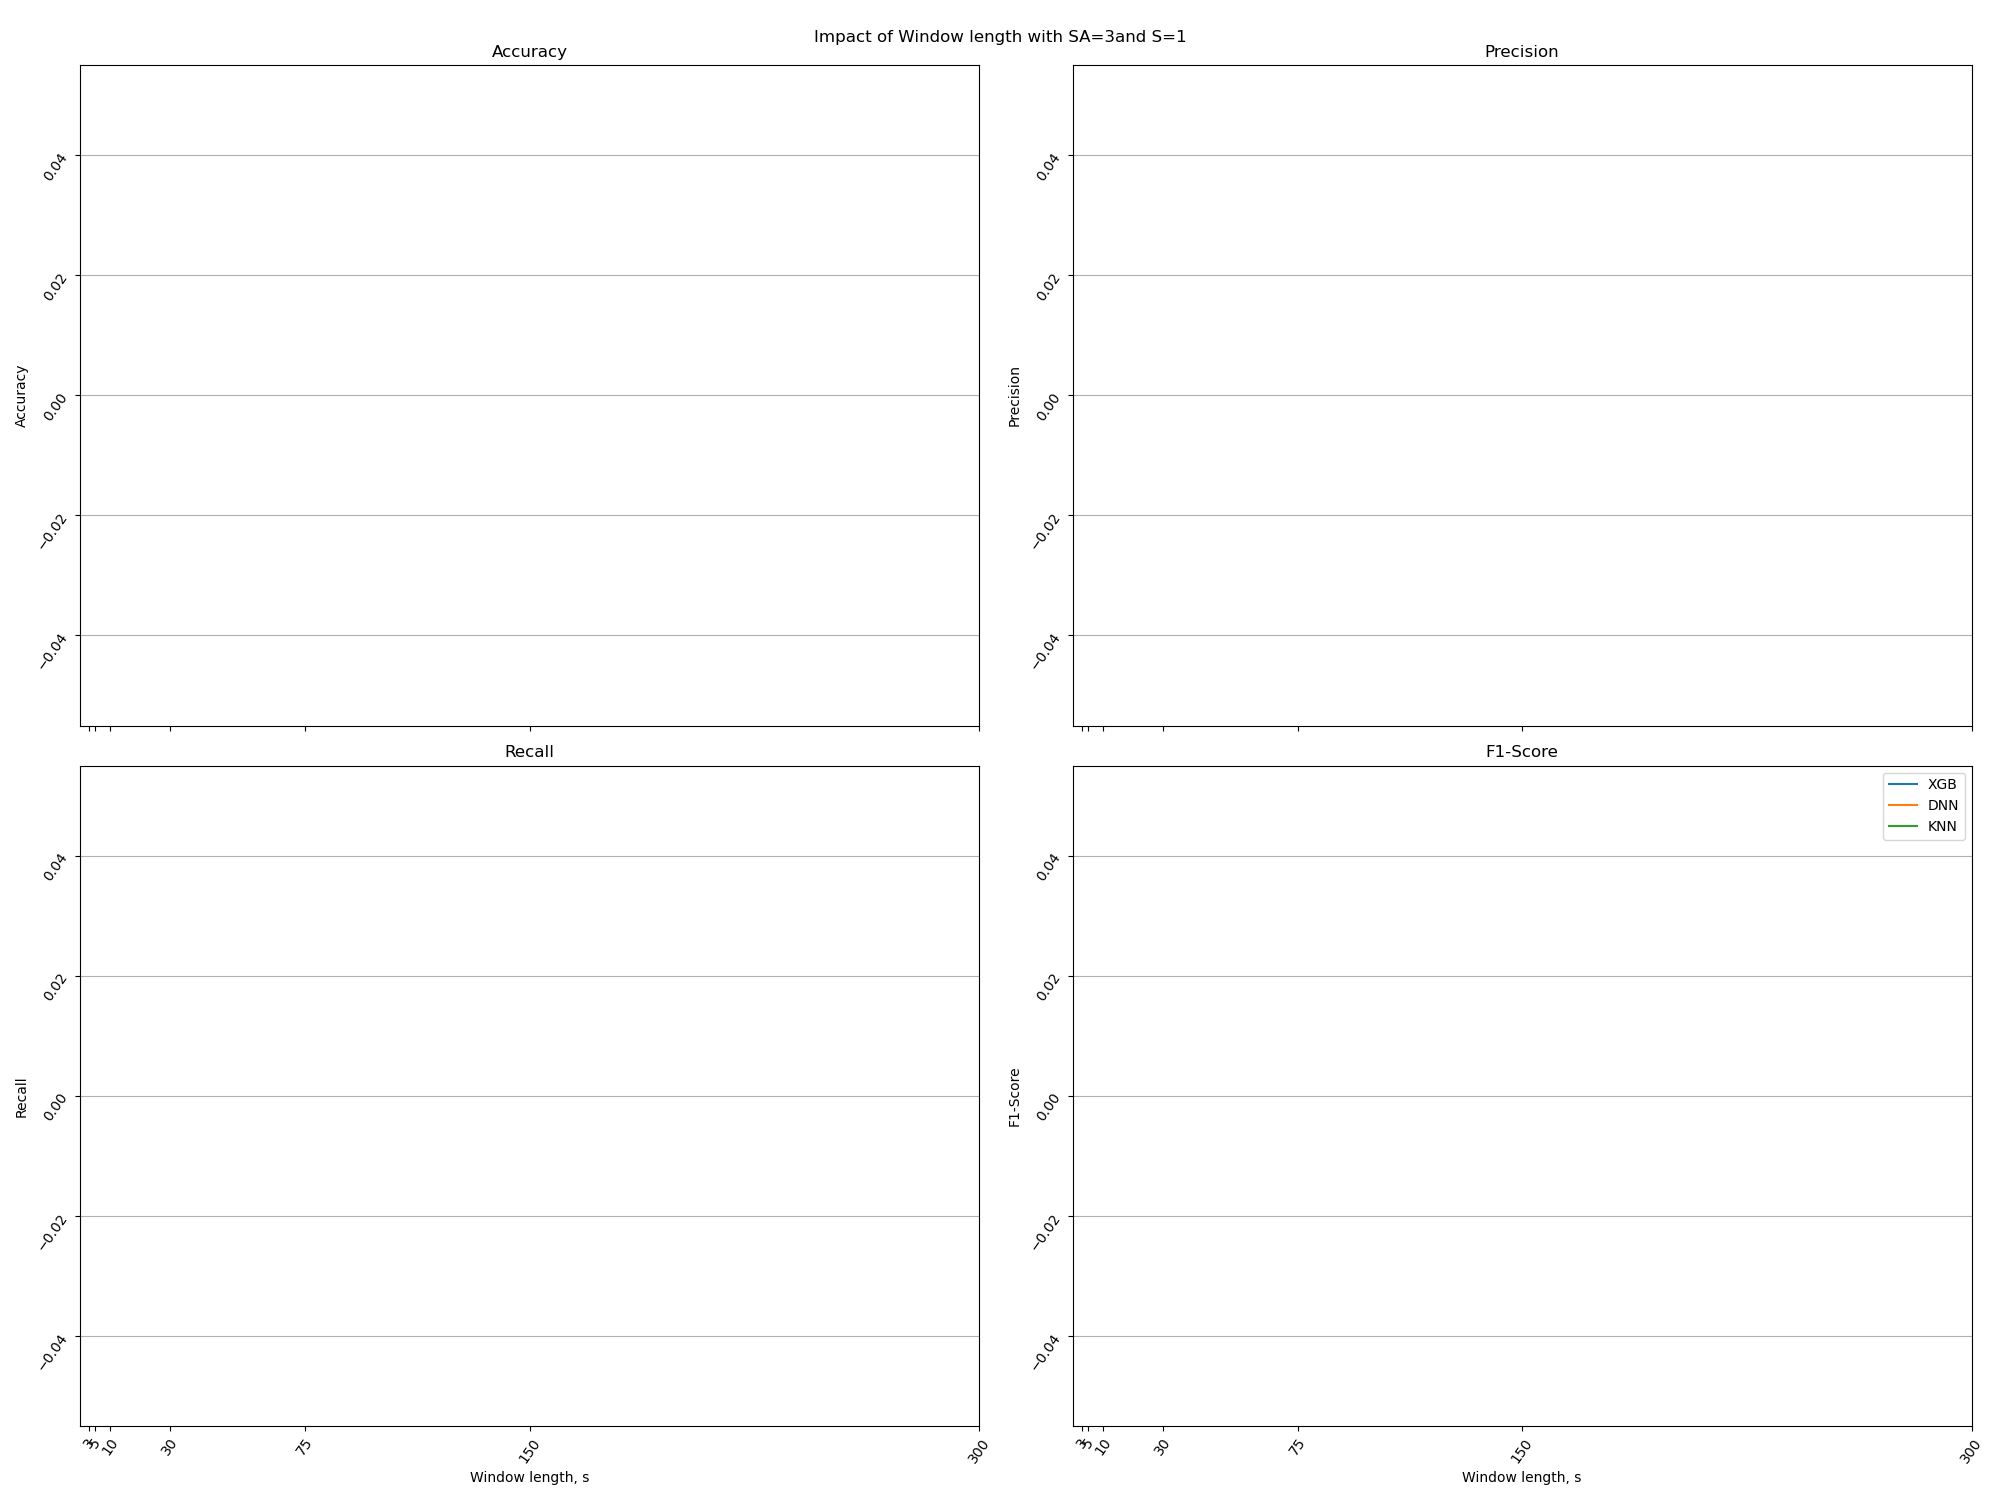 Impact of Window length with SA=3and S=1
Accuracy
Accuracy
0.04
0.02
0.00
−0.02
−0.04
Precision
Precision
0.04
0.02
0.00
−0.02
−0.04
Recall
Recall
0.04
0.02
0.00
−0.02
−0.04
3
5
10
30
75
150
300
Window length, s
F1-Score
F1-Score
0.04
0.02
0.00
−0.02
−0.04
XGB
DNN
KNN
3
5
10
30
75
150
300
Window length, s